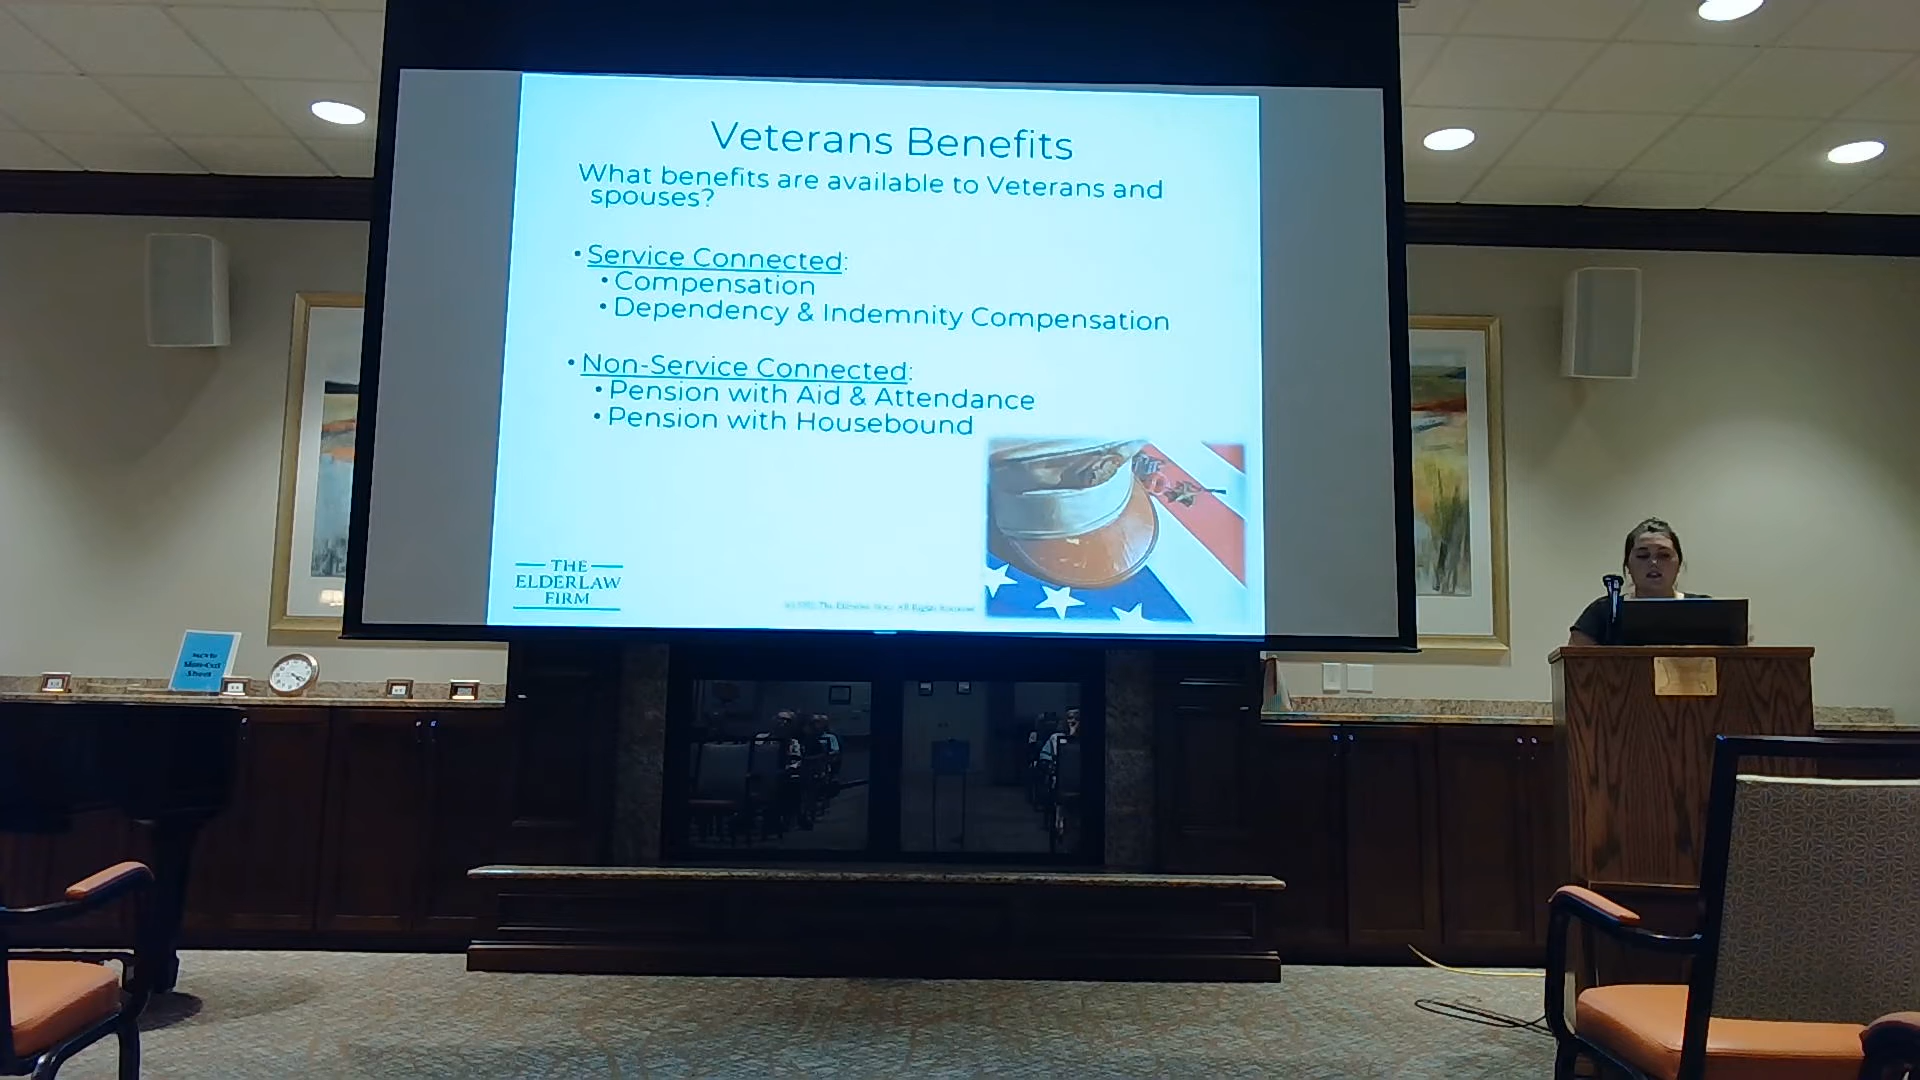 Veterans Benefits
What benefits are available to Veterans and
spouses?
• Service Connected:
• Compensation
• Dependency & Indemnity Compensation
• Non-Service Connected:
• Pension with Aid & Attendance
• Pension with Housebound
THE
ELDERLAW
FIRM